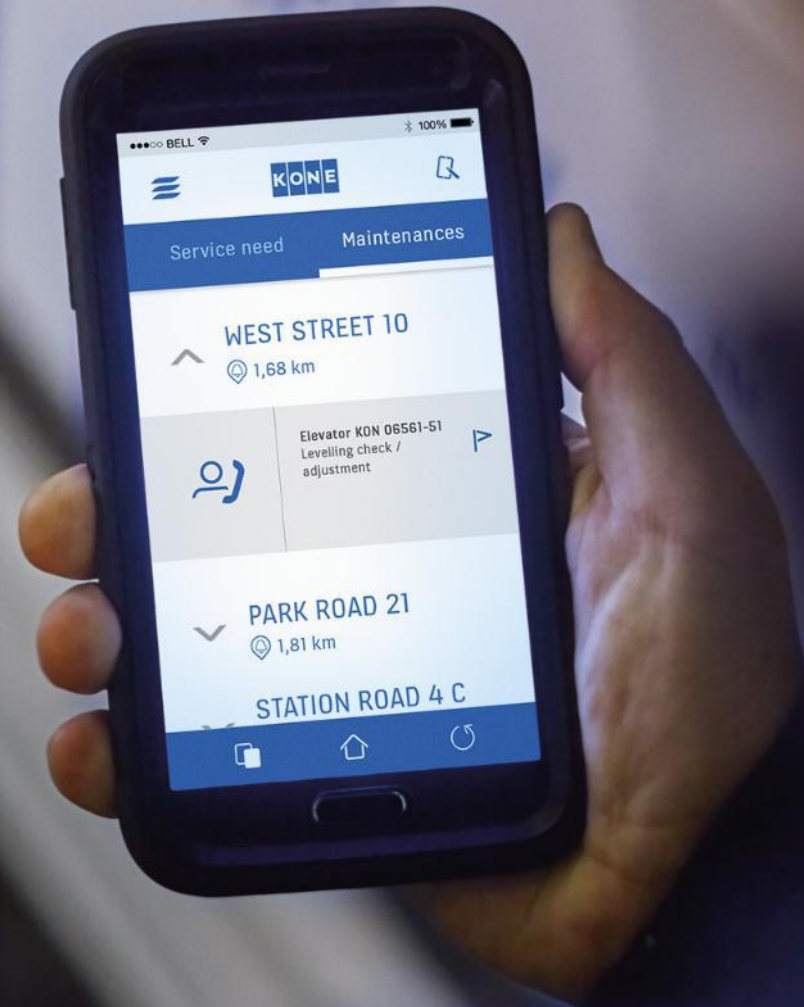 BELL 100%
KONE
Service need Maintenances
WEST STREET 10
1,68 km
Elevator KON 06561-51
Levelling check /
adjustment
PARK ROAD 21
1,81 km
STATION ROAD 4 C